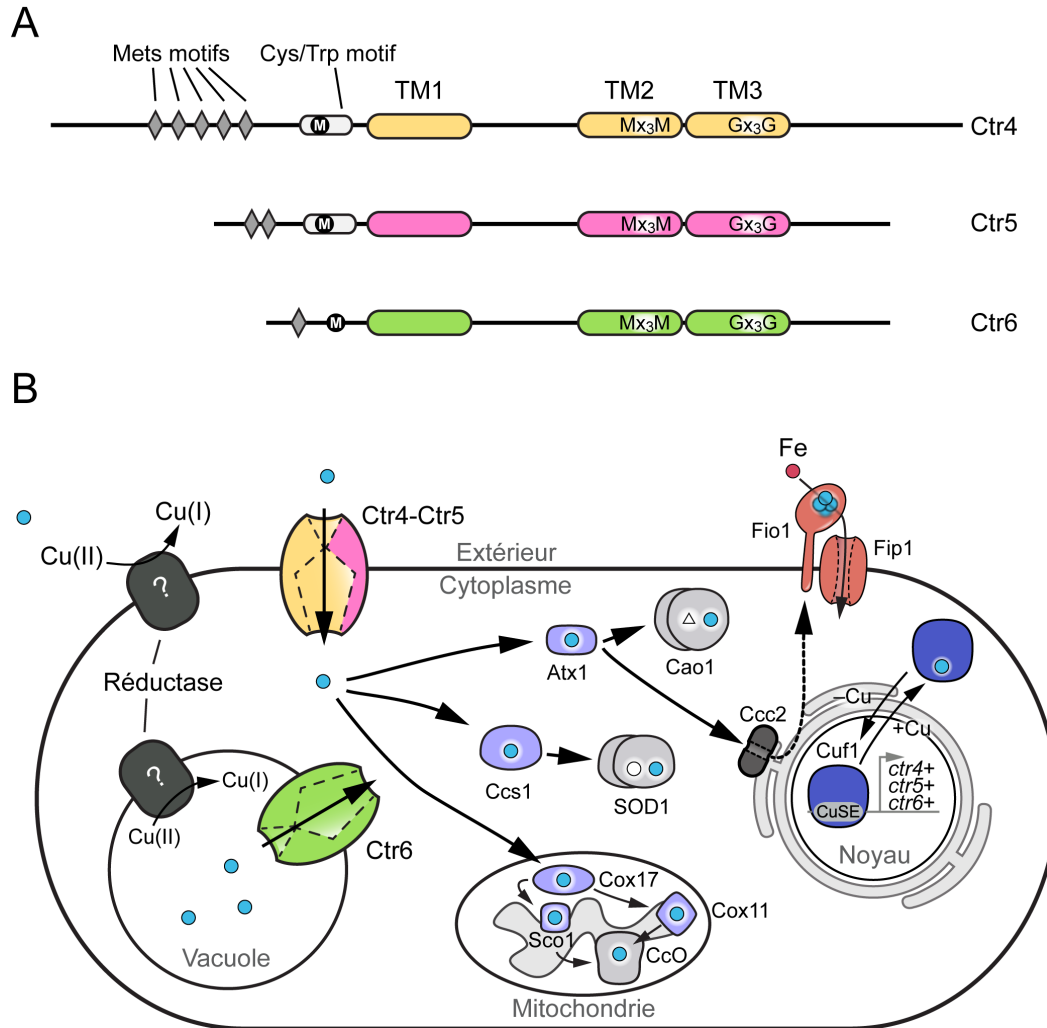 A
Mets motifs
Cys/Trp motif
TM1
TM2
TM3
M
Mx3M
Gx3G
Ctr4
M
Mx3M
Gx3G
Ctr5
M
Mx3M
Gx3G
Ctr6
B
Fe
Cu(I)
Ctr4-Ctr5
Cu(II)
Fio1
Fip1
Extérieur
Cytoplasme
?
Atx1
Cao1
Réductase
Ccc2
–Cu
+Cu
Cuf1
ctr4+
ctr5+
ctr6+
CuSE
Noyau
Ccs1
SOD1
?
Cu(I)
Cu(II)
Ctr6
Vacuole
Cox17
Cox11
Sco1
CcO
Mitochondrie